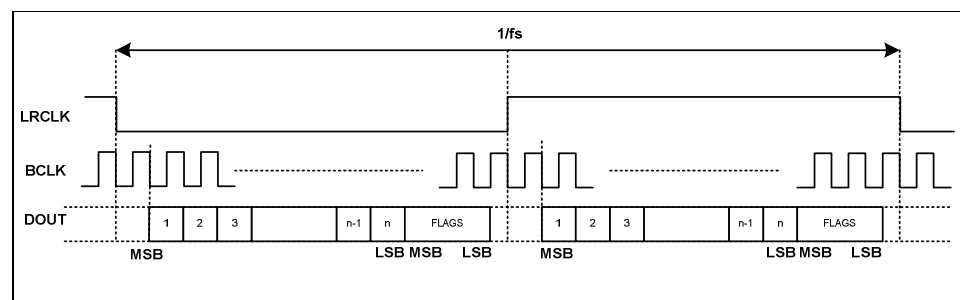 1/fs
LRCLK
BCLK
DOUT
1 2 3 n-1 n FLAGS 1 2 3 n-1 n FLAGS
MSB LSB MSB LSB MSB LSB MSB LSB